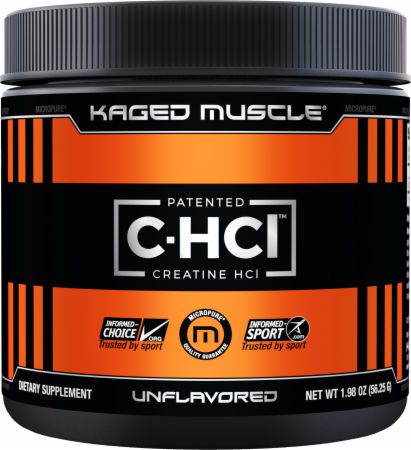 MICROPURE®
MICROPURE®
KAGED MUSCLE®
PATENTED
C-HCl™
CREATINE HCl
INFORMED-CHOICE.ORG
Trusted by sport
MICROPURE®
M
QUALITY GUARANTEE
INFORMED-SPORT.com
Trusted by sport
DIETARY SUPPLEMENT
UNFLAVORED
NET WT 1.98 OZ (56.25 G)